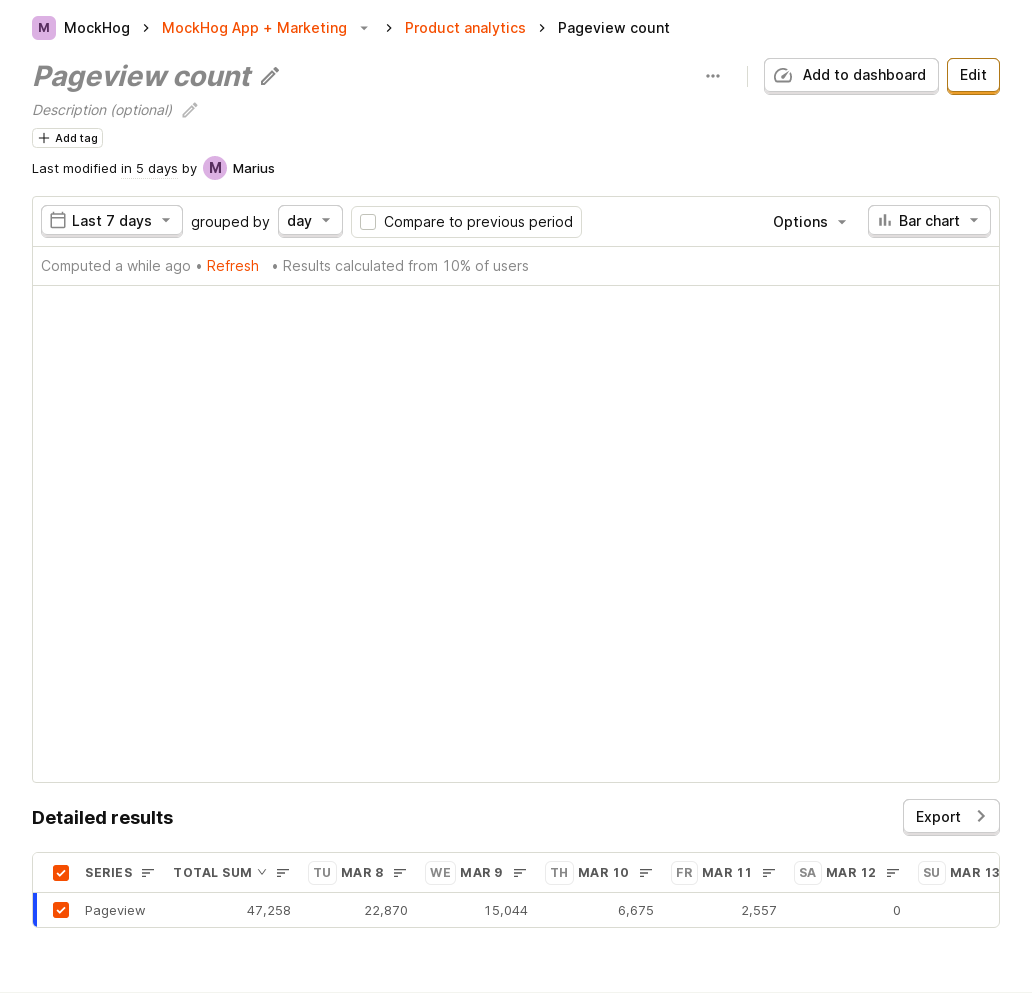 M MockHog > MockHog App + Marketing > Product analytics > Pageview count
Pageview count
Add to dashboard
Edit
Description (optional)
Add tag
Last modified in 5 days by M Marius
Last 7 days grouped by day Compare to previous period Options Bar chart
Computed a while ago • Refresh • Results calculated from 10% of users
Detailed results
Export
SERIES TOTAL SUM TU MAR 8 WE MAR 9 TH MAR 10 FR MAR 11 SA MAR 12 SU MAR 13
Pageview 47,258 22,870 15,044 6,675 2,557 0